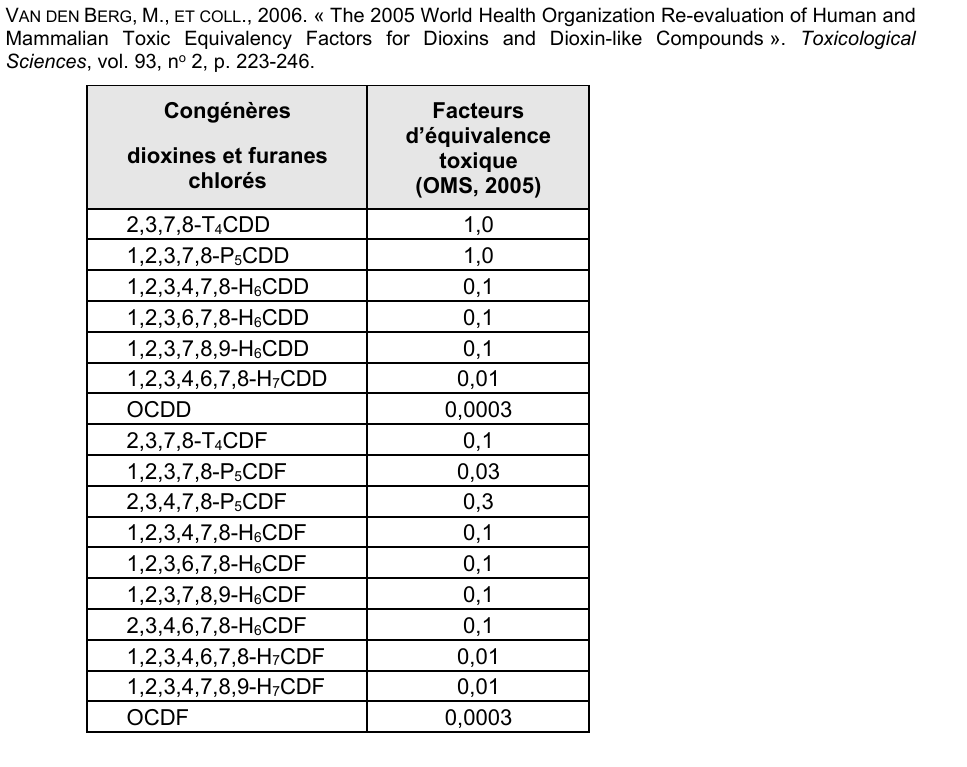 VAN DEN BERG, M., ET COLL., 2006. « The 2005 World Health Organization Re-evaluation of Human and
Mammalian Toxic Equivalency Factors for Dioxins and Dioxin-like Compounds ». Toxicological
Sciences, vol. 93, nº 2, p. 223-246.
Congénères
dioxines et furanes
chlorés
Facteurs
d’équivalence
toxique
(OMS, 2005)
2,3,7,8-T₄CDD 1,0
1,2,3,7,8-P₅CDD 1,0
1,2,3,4,7,8-H₆CDD 0,1
1,2,3,6,7,8-H₆CDD 0,1
1,2,3,7,8,9-H₆CDD 0,1
1,2,3,4,6,7,8-H₇CDD 0,01
OCDD 0,0003
2,3,7,8-T₄CDF 0,1
1,2,3,7,8-P₅CDF 0,03
2,3,4,7,8-P₅CDF 0,3
1,2,3,4,7,8-H₆CDF 0,1
1,2,3,6,7,8-H₆CDF 0,1
1,2,3,7,8,9-H₆CDF 0,1
2,3,4,6,7,8-H₆CDF 0,1
1,2,3,4,6,7,8-H₇CDF 0,01
1,2,3,4,7,8,9-H₇CDF 0,01
OCDF 0,0003